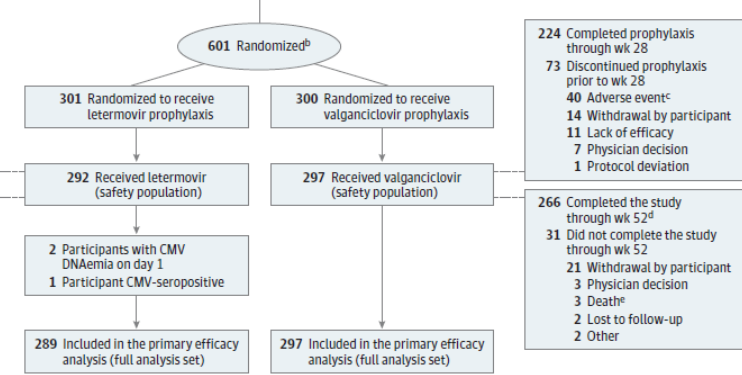 601 Randomizedᵇ
301 Randomized to receive
letermovir prophylaxis
300 Randomized to receive
valganciclovir prophylaxis
224 Completed prophylaxis
through wk 28
73 Discontinued prophylaxis
prior to wk 28
40 Adverse eventᶜ
14 Withdrawal by participant
11 Lack of efficacy
7 Physician decision
1 Protocol deviation
292 Received letermovir
(safety population)
297 Received valganciclovir
(safety population)
266 Completed the study
through wk 52ᵈ
31 Did not complete the study
through wk 52
21 Withdrawal by participant
3 Physician decision
3 Deathᵉ
2 Lost to follow-up
2 Other
2 Participants with CMV
DNAemia on day 1
1 Participant CMV-seropositive
289 Included in the primary efficacy
analysis (full analysis set)
297 Included in the primary efficacy
analysis (full analysis set)